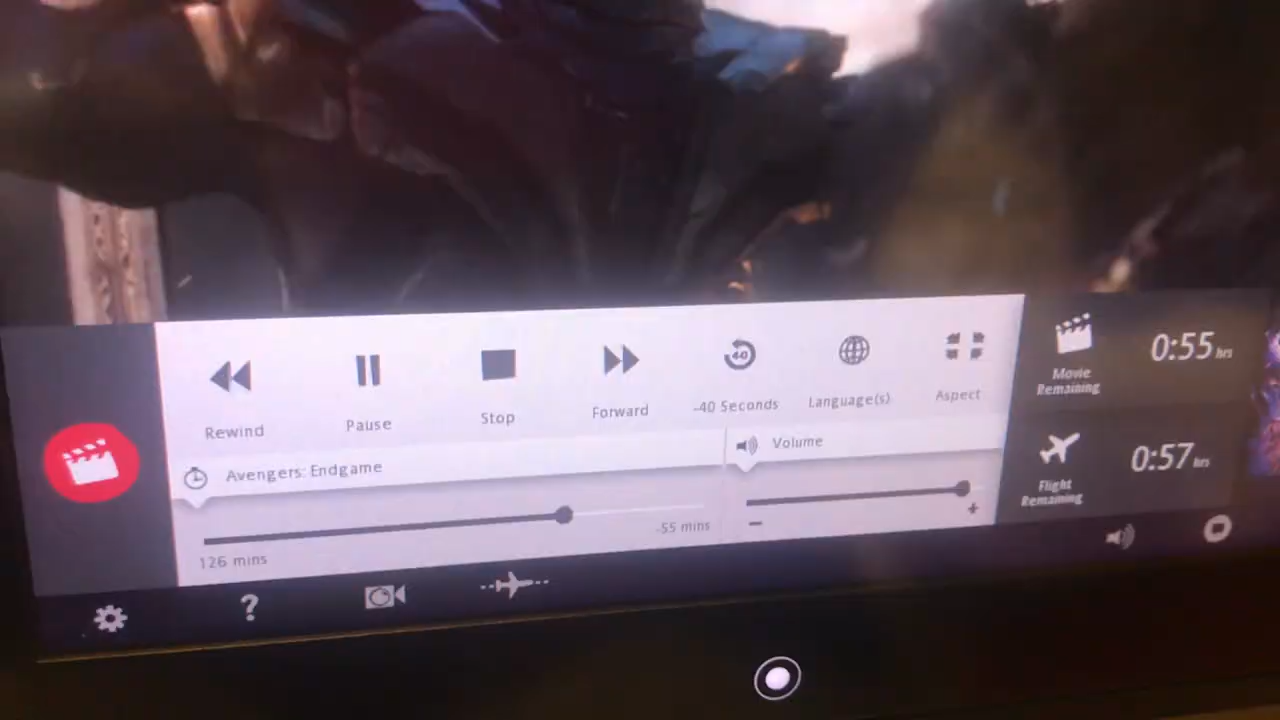 Rewind
Pause
Stop
Forward
40
-40 Seconds
Language(s)
Aspect
Movie
Remaining
0:55 hrs
Avengers: Endgame
Volume
126 mins
-55 mins
- +
Flight
Remaining
0:57 hrs
?